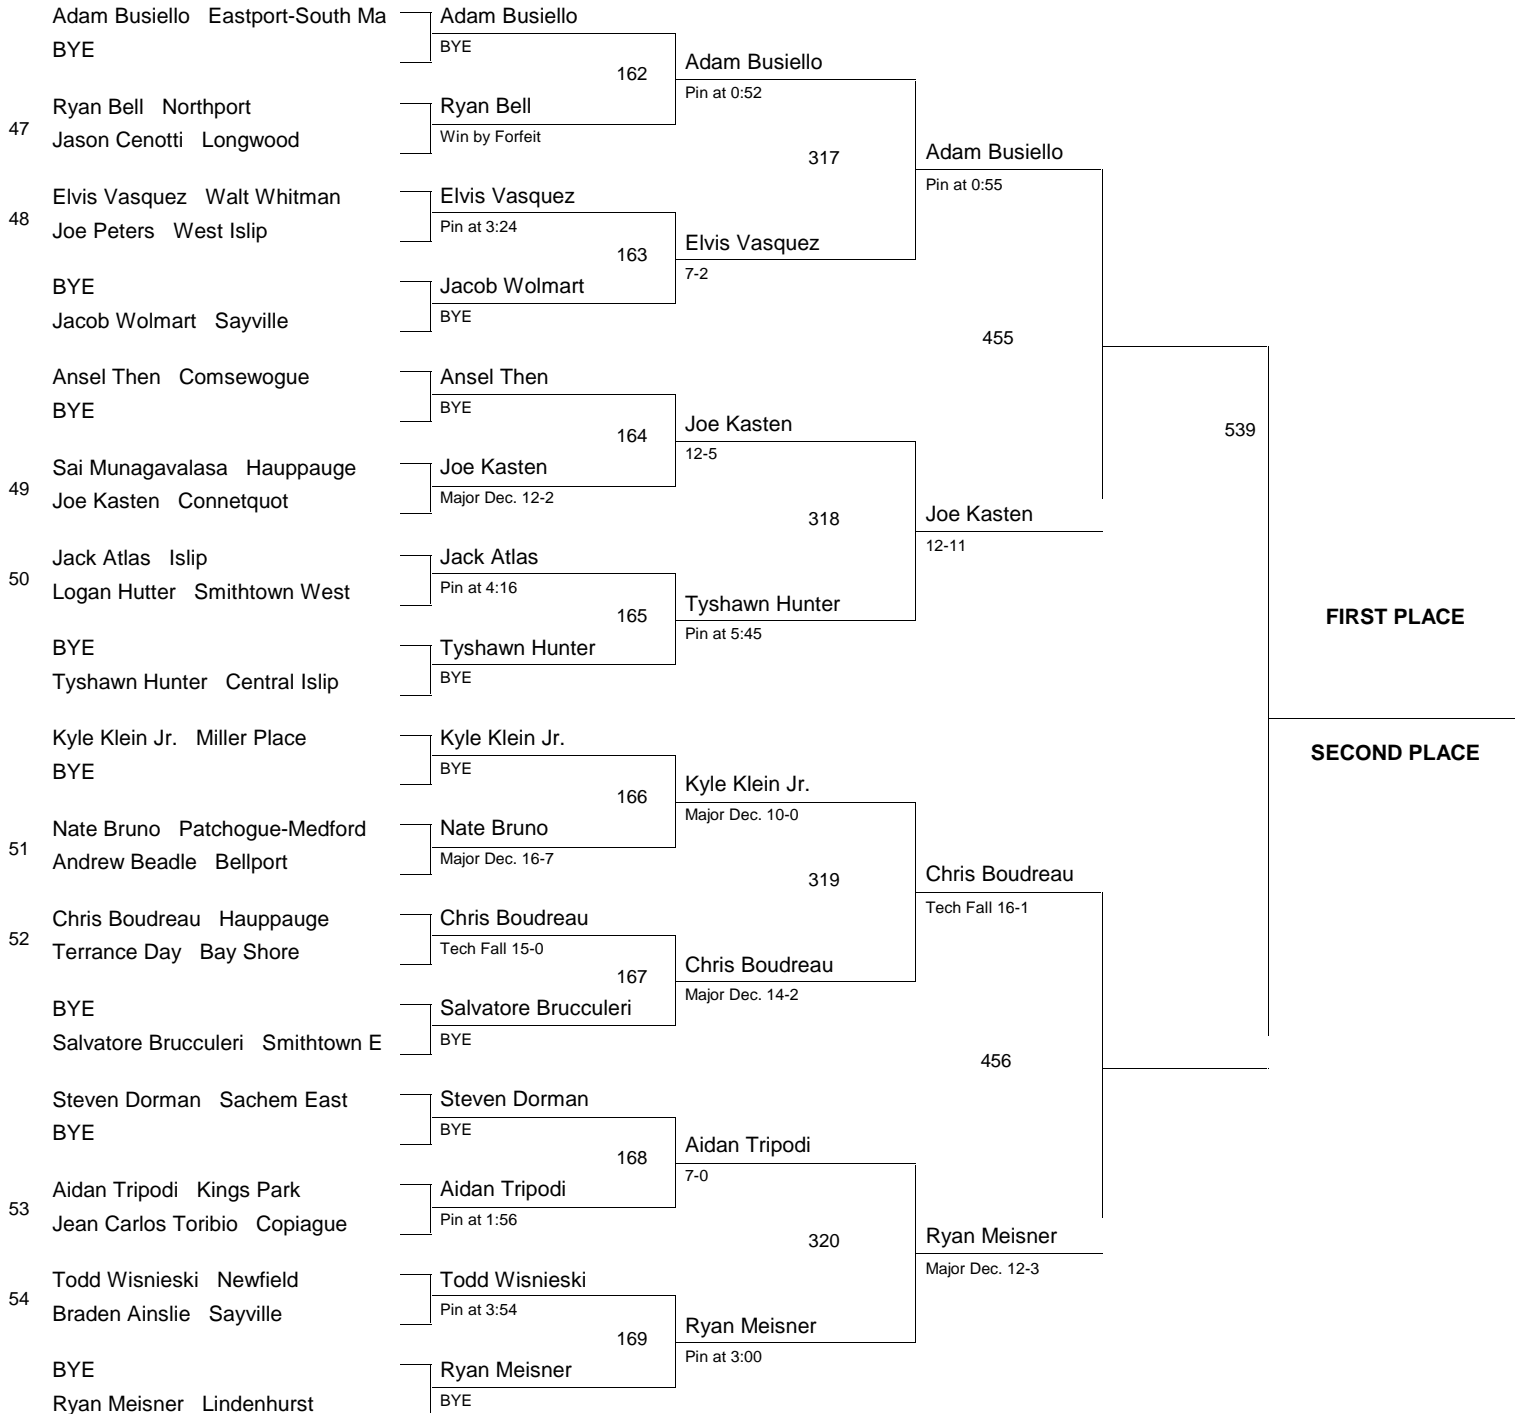 Adam Busiello Eastport-South Ma
BYE
47
Ryan Bell Northport
Jason Cenotti Longwood
48
Elvis Vasquez Walt Whitman
Joe Peters West Islip
BYE
Jacob Wolmart Sayville
Ansel Then Comsewogue
BYE
49
Sai Munagavalasa Hauppauge
Joe Kasten Connetquot
50
Jack Atlas Islip
Logan Hutter Smithtown West
BYE
Tyshawn Hunter Central Islip
Kyle Klein Jr. Miller Place
BYE
51
Nate Bruno Patchogue-Medford
Andrew Beadle Bellport
52
Chris Boudreau Hauppauge
Terrance Day Bay Shore
BYE
Salvatore Brucculeri Smithtown E
Steven Dorman Sachem East
BYE
53
Aidan Tripodi Kings Park
Jean Carlos Toribio Copiague
54
Todd Wisnieski Newfield
Braden Ainslie Sayville
BYE
Ryan Meisner Lindenhurst
Adam Busiello
BYE
162
Ryan Bell
Win by Forfeit
Elvis Vasquez
Pin at 3:24
163
Jacob Wolmart
BYE
Ansel Then
BYE
164
Joe Kasten
Major Dec. 12-2
Jack Atlas
Pin at 4:16
165
Tyshawn Hunter
BYE
Kyle Klein Jr.
BYE
166
Nate Bruno
Major Dec. 16-7
Chris Boudreau
Tech Fall 15-0
167
Salvatore Brucculeri
BYE
Steven Dorman
BYE
168
Aidan Tripodi
Pin at 1:56
Todd Wisnieski
Pin at 3:54
169
Ryan Meisner
BYE
Adam Busiello
Pin at 0:52
317
Elvis Vasquez
7-2
Joe Kasten
12-5
318
Tyshawn Hunter
Pin at 5:45
Kyle Klein Jr.
Major Dec. 10-0
319
Chris Boudreau
Major Dec. 14-2
Aidan Tripodi
7-0
320
Ryan Meisner
Pin at 3:00
Adam Busiello
Pin at 0:55
455
Joe Kasten
12-11
Chris Boudreau
Tech Fall 16-1
456
Ryan Meisner
Major Dec. 12-3
539
FIRST PLACE
SECOND PLACE